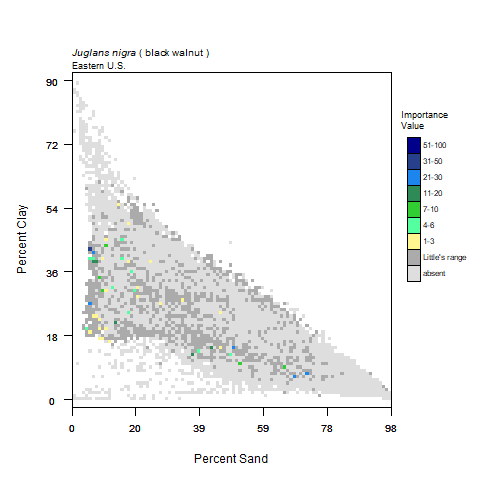 Juglans nigra ( black walnut )
Eastern U.S.
Importance
Value
51-100
31-50
21-30
11-20
7-10
4-6
1-3
Little's range
absent
Percent Clay
90
72
54
36
18
0
0
20
39
59
78
98
Percent Sand